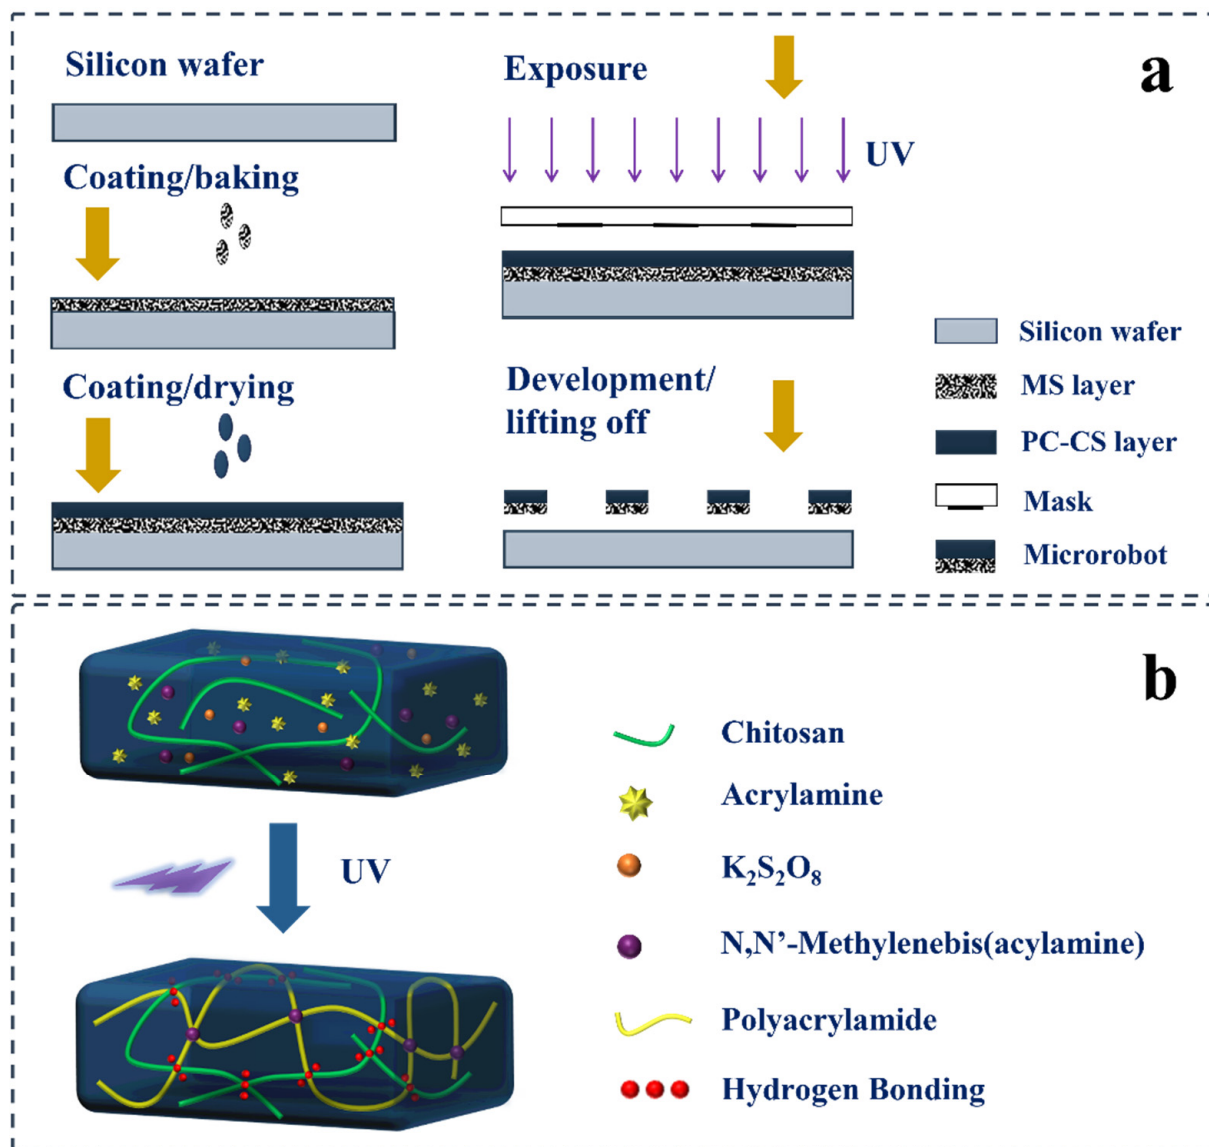 a
Silicon wafer
Coating/baking
Coating/drying
Exposure
UV
Development/
lifting off
Silicon wafer
MS layer
PC-CS layer
Mask
Microrobot
b
UV
Chitosan
Acrylamine
K₂S₂O₈
N,N’-Methylenebis(acylamine)
Polyacrylamide
Hydrogen Bonding